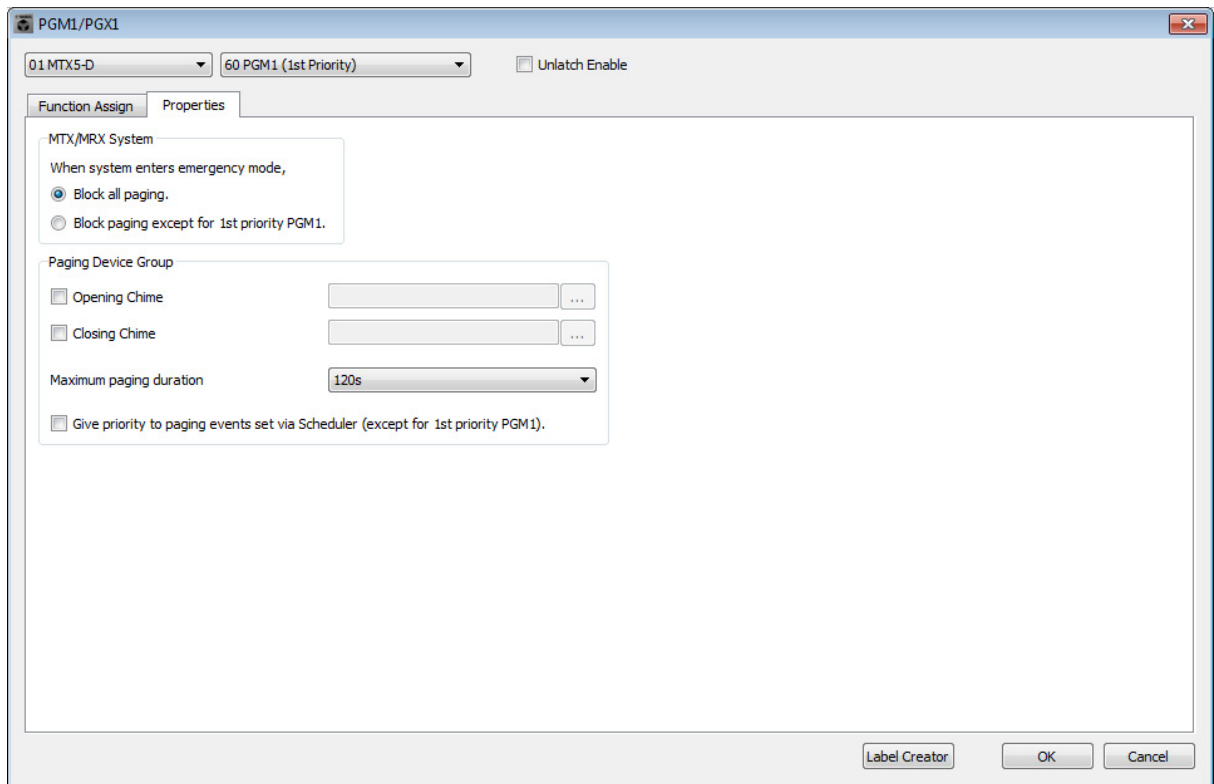 PGM1/PGX1
01 MTX5-D 60 PGM1 (1st Priority) Unlatch Enable
Function Assign Properties
MTX/MRX System
When system enters emergency mode,
Block all paging.
Block paging except for 1st priority PGM1.
Paging Device Group
Opening Chime ...
Closing Chime ...
Maximum paging duration 120s
Give priority to paging events set via Scheduler (except for 1st priority PGM1).
Label Creator OK Cancel